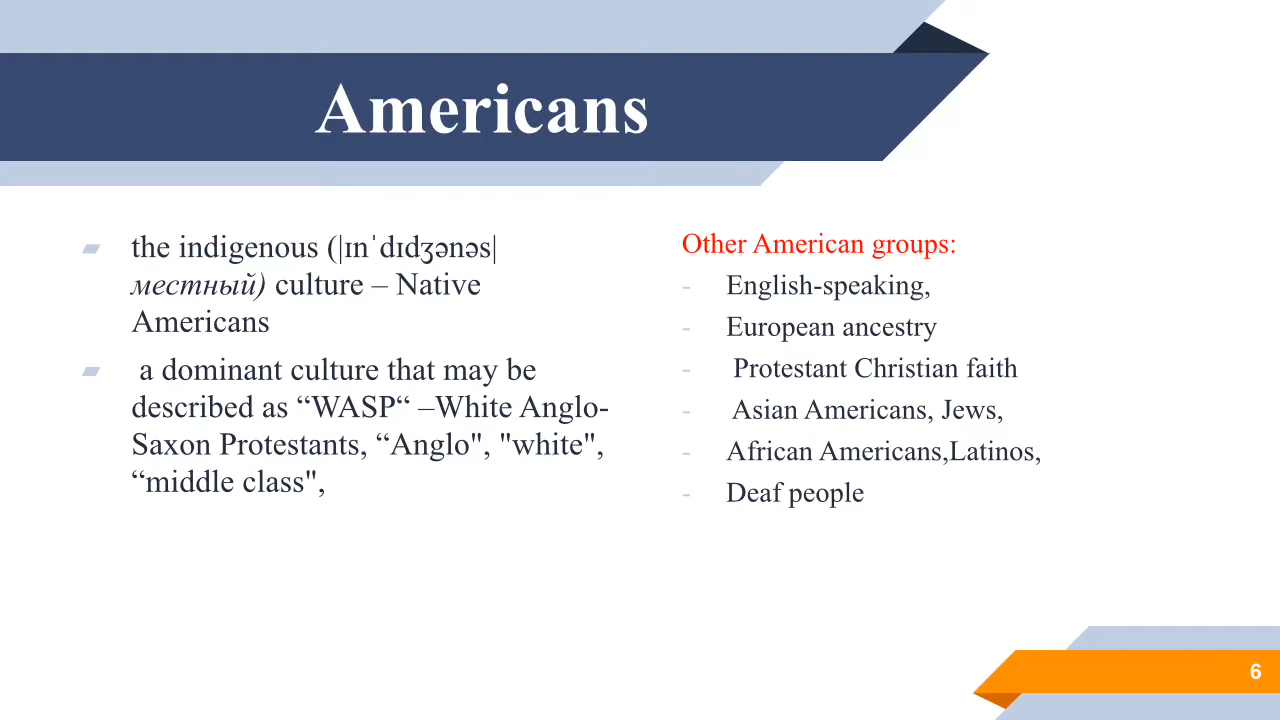 Americans
the indigenous (|ɪnˈdɪdʒənəs|
местный) culture – Native
Americans
a dominant culture that may be
described as “WASP“ –White Anglo-
Saxon Protestants, “Anglo", "white",
“middle class",
Other American groups:
- English-speaking,
- European ancestry
- Protestant Christian faith
- Asian Americans, Jews,
- African Americans,Latinos,
- Deaf people
6